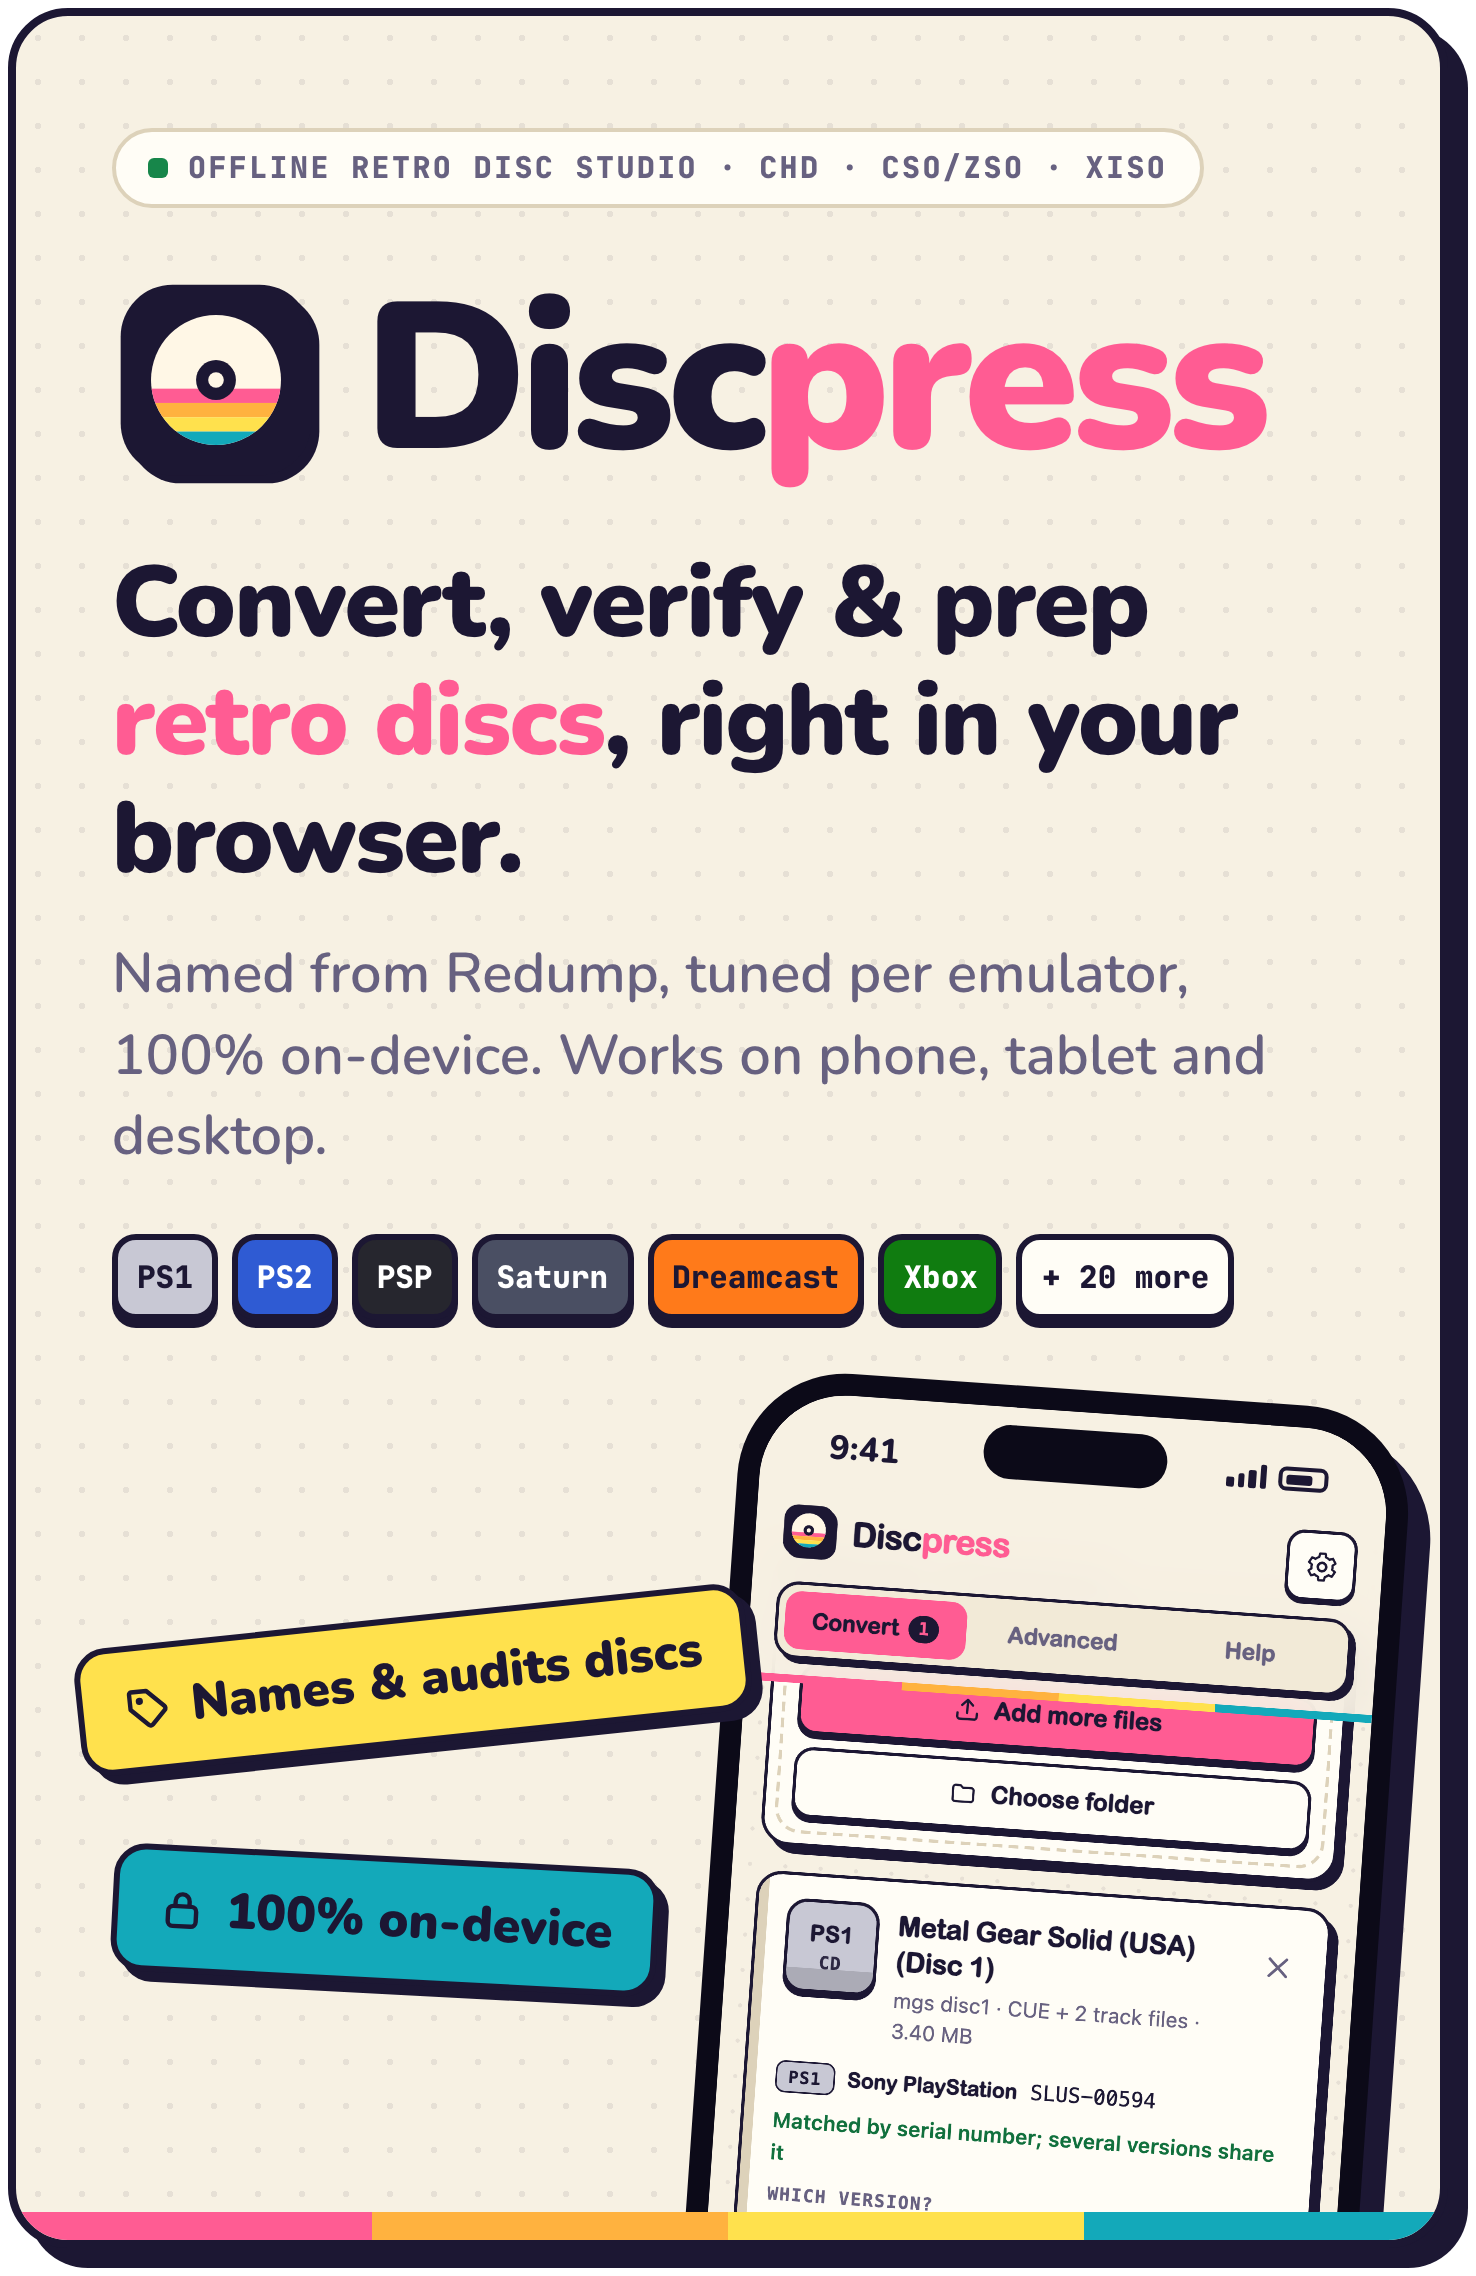 OFFLINE RETRO DISC STUDIO · CHD · CSO/ZSO · XISO
Discpress
Convert, verify & prep
retro discs, right in your
browser.
Named from Redump, tuned per emulator,
100% on-device. Works on phone, tablet and
desktop.
PS1 PS2 PSP Saturn Dreamcast Xbox + 20 more
9:41
Discpress
Convert 1 Advanced Help
Names & audits discs
Add more files
Choose folder
100% on-device
PS1
CD
Metal Gear Solid (USA)
(Disc 1)
mgs disc1 · CUE + 2 track files ·
3.40 MB
PS1 Sony PlayStation SLUS-00594
Matched by serial number; several versions share
it
WHICH VERSION?